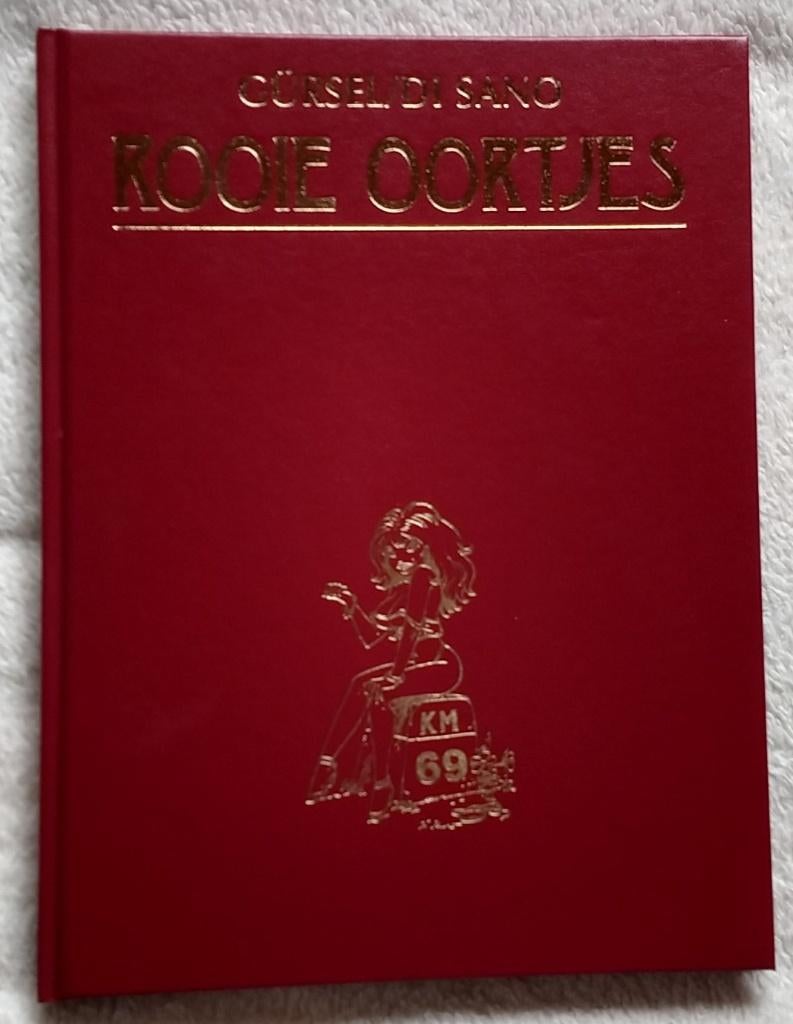 GÜRSEL/DI SANO
ROOIE OORTJES
KM
69